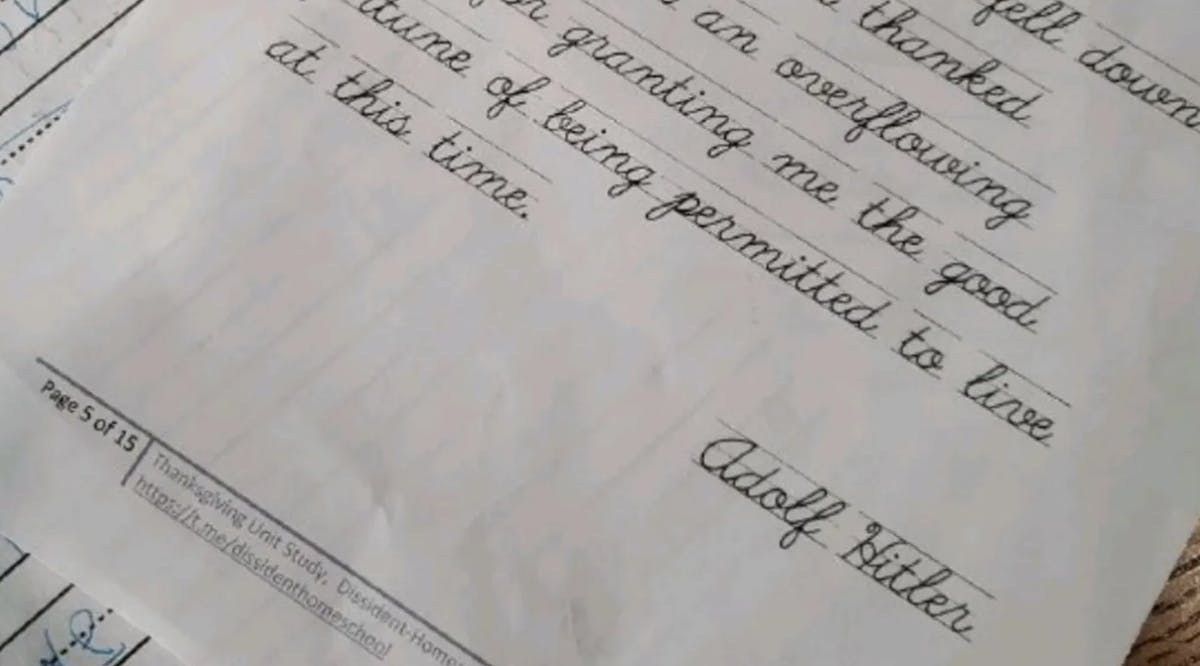 fell down
thanked
an overflowing
granting me the good
of being permitted to live
at this time.
Adolf Hitler
Page 5 of 15
Thanksgiving Unit Study, Dissident-Home
https://t.me/dissidenthomeschool